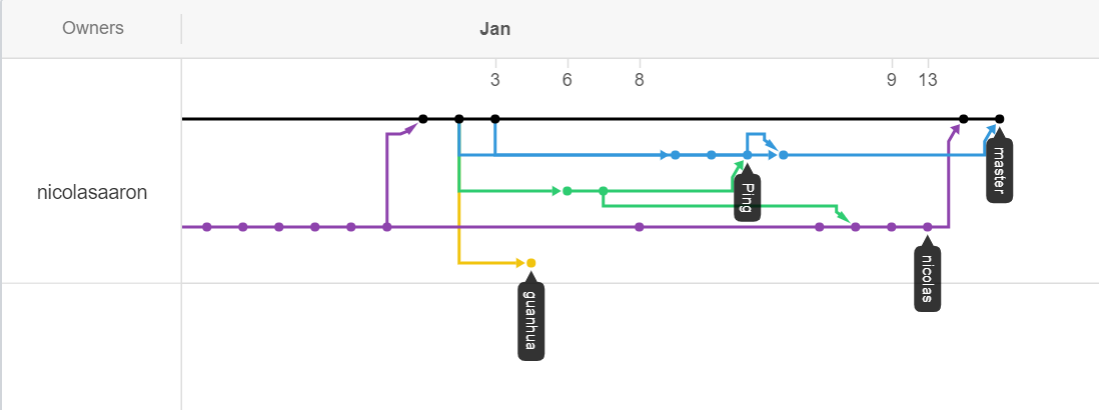 Owners
Jan
3 6 8 9 13
nicolasaaron
master
Ping
nicolas
guanhua